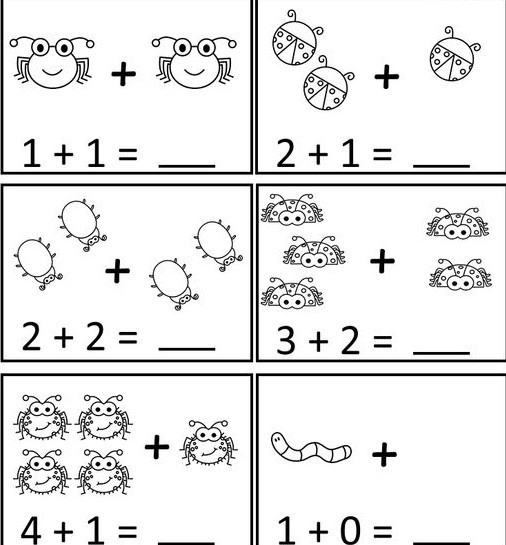 +
+
1 + 1 = ___
2 + 1 = ___
+
+
2 + 2 = ___
3 + 2 = ___
+
+
4 + 1 = ___
1 + 0 = ___